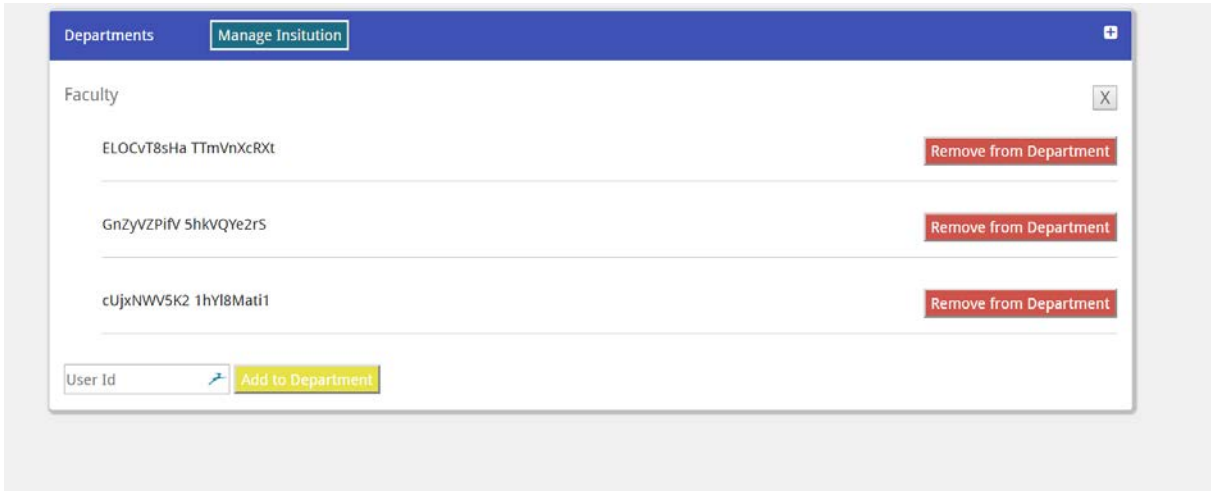 Departments Manage Insitution
Faculty X
ELOCvT8sHa TTmVnXcRXt Remove from Department
GnZyVZPifV 5hkVQYe2rS Remove from Department
cUjxNWV5K2 1hYl8Mati1 Remove from Department
User Id Add to Department